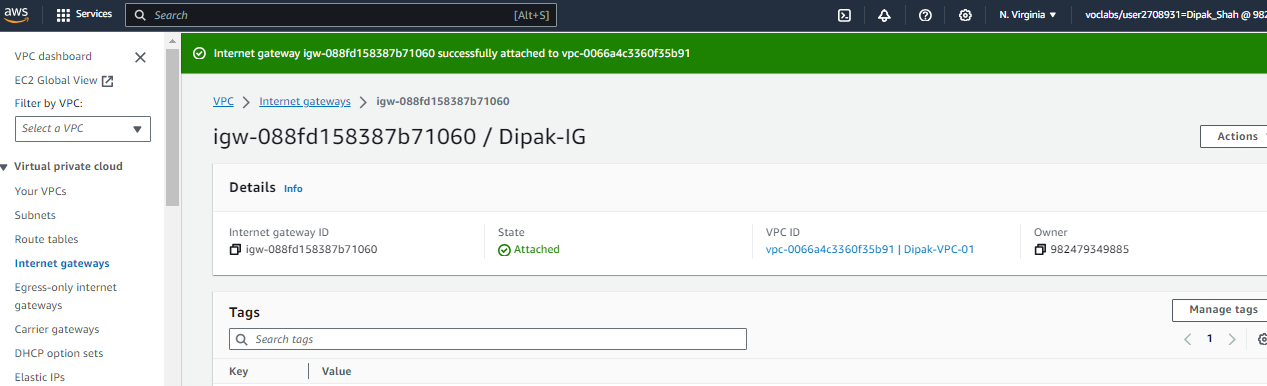 aws
Services
Search
[Alt+S]
N. Virginia
voclabs/user2708931=Dipak_Shah @ 982
VPC dashboard
EC2 Global View
Filter by VPC:
Select a VPC
Virtual private cloud
Your VPCs
Subnets
Route tables
Internet gateways
Egress-only internet
gateways
Carrier gateways
DHCP option sets
Elastic IPs
Internet gateway igw-088fd158387b71060 successfully attached to vpc-0066a4c3360f35b91
VPC
Internet gateways
igw-088fd158387b71060
igw-088fd158387b71060 / Dipak-IG
Actions
Details
Info
Internet gateway ID
igw-088fd158387b71060
State
Attached
VPC ID
vpc-0066a4c3360f35b91 | Dipak-VPC-01
Owner
982479349885
Tags
Manage tags
Search tags
1
Key
Value